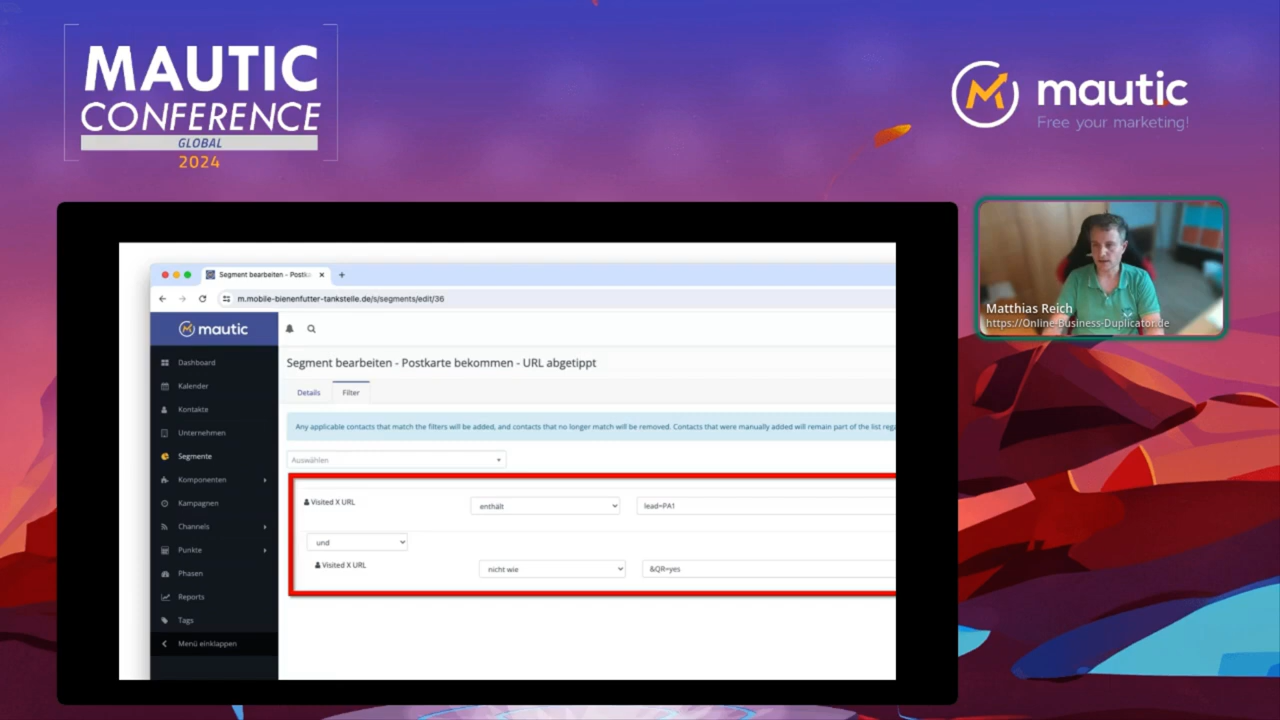 MAUTIC
CONFERENCE
GLOBAL
2024
mautic
Free your marketing!
Matthias Reich
https://Online-Business-Duplicator.de
Segment bearbeiten - Postk
m.mobile-bienenfutter-tankstelle.de/s/segments/edit/36
mautic
Dashboard
Kalender
Kontakte
Unternehmen
Segmente
Komponenten
Kampagnen
Channels
Punkte
Phasen
Reports
Tags
Menü einklappen
Segment bearbeiten - Postkarte bekommen - URL abgetippt
Details Filter
Any applicable contacts that match the filters will be added, and contacts that no longer match will be removed. Contacts that were manually added will remain part of the list rega
Auswählen
Visited X URL enthält lead=PA1
und
Visited X URL nicht wie &QR=yes